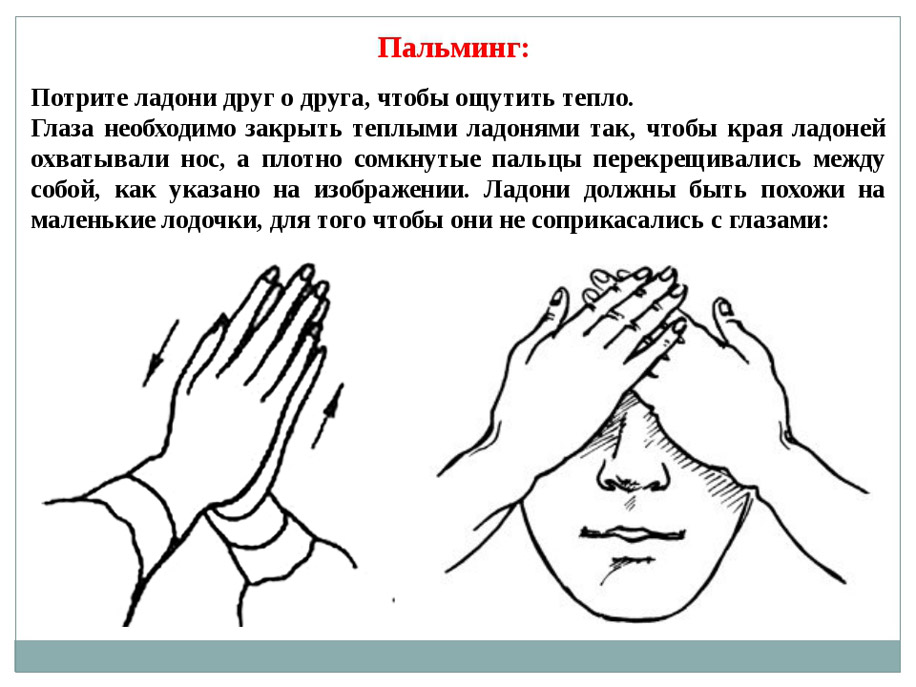 Пальминг:
Потрите ладони друг о друга, чтобы ощутить тепло.
Глаза необходимо закрыть теплыми ладонями так, чтобы края ладоней
охватывали нос, а плотно сомкнутые пальцы перекрещивались между
собой, как указано на изображении. Ладони должны быть похожи на
маленькие лодочки, для того чтобы они не соприкасались с глазами: